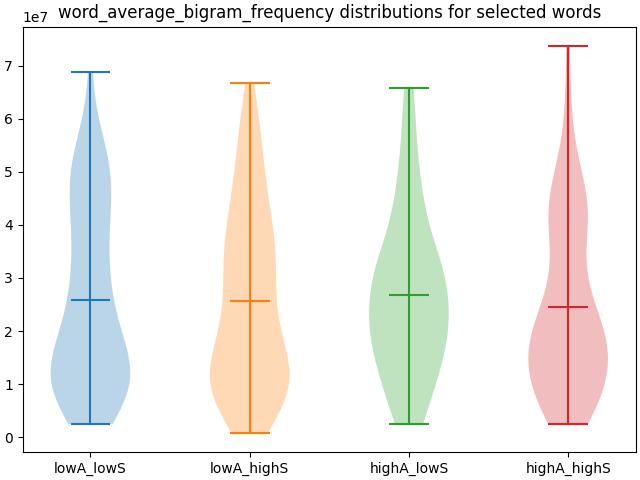 word_average_bigram_frequency distributions for selected words
1e7
7
6
5
4
3
2
1
0
lowA_lowS lowA_highS highA_lowS highA_highS